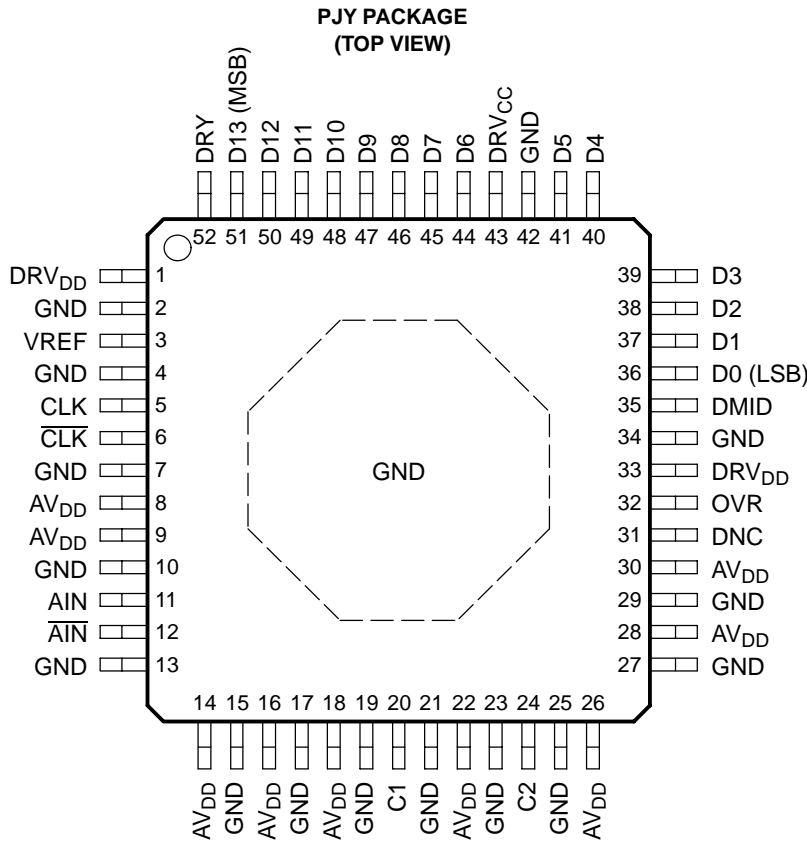 PJY PACKAGE
(TOP VIEW)
DRY
D13 (MSB)
D12
D11
D10
D9
D8
D7
D6
DRVCC
GND
D5
D4
52 51 50 49 48 47 46 45 44 43 42 41 40
DRVDD 1
GND 2
VREF 3
GND 4
CLK 5
CLK 6
GND 7
AVDD 8
AVDD 9
GND 10
AIN 11
AIN 12
GND 13
GND
39 D3
38 D2
37 D1
36 D0 (LSB)
35 DMID
34 GND
33 DRVDD
32 OVR
31 DNC
30 AVDD
29 GND
28 AVDD
27 GND
14 15 16 17 18 19 20 21 22 23 24 25 26
AVDD
GND
AVDD
GND
AVDD
GND
C1
GND
AVDD
GND
C2
GND
AVDD